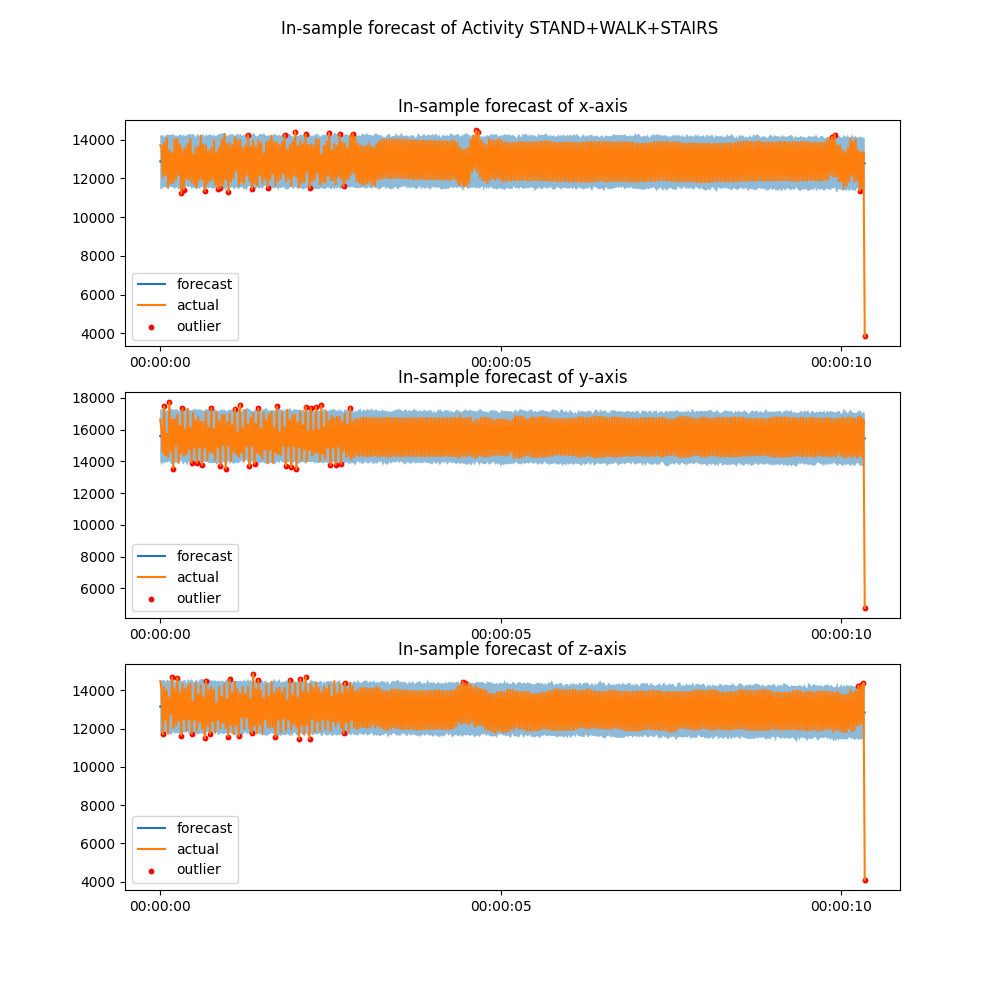 In-sample forecast of Activity STAND+WALK+STAIRS
In-sample forecast of x-axis
14000
12000
10000
8000
6000
4000
forecast
actual
outlier
00:00:00 00:00:05 00:00:10
In-sample forecast of y-axis
18000
16000
14000
12000
10000
8000
6000
forecast
actual
outlier
00:00:00 00:00:05 00:00:10
In-sample forecast of z-axis
14000
12000
10000
8000
6000
4000
forecast
actual
outlier
00:00:00 00:00:05 00:00:10